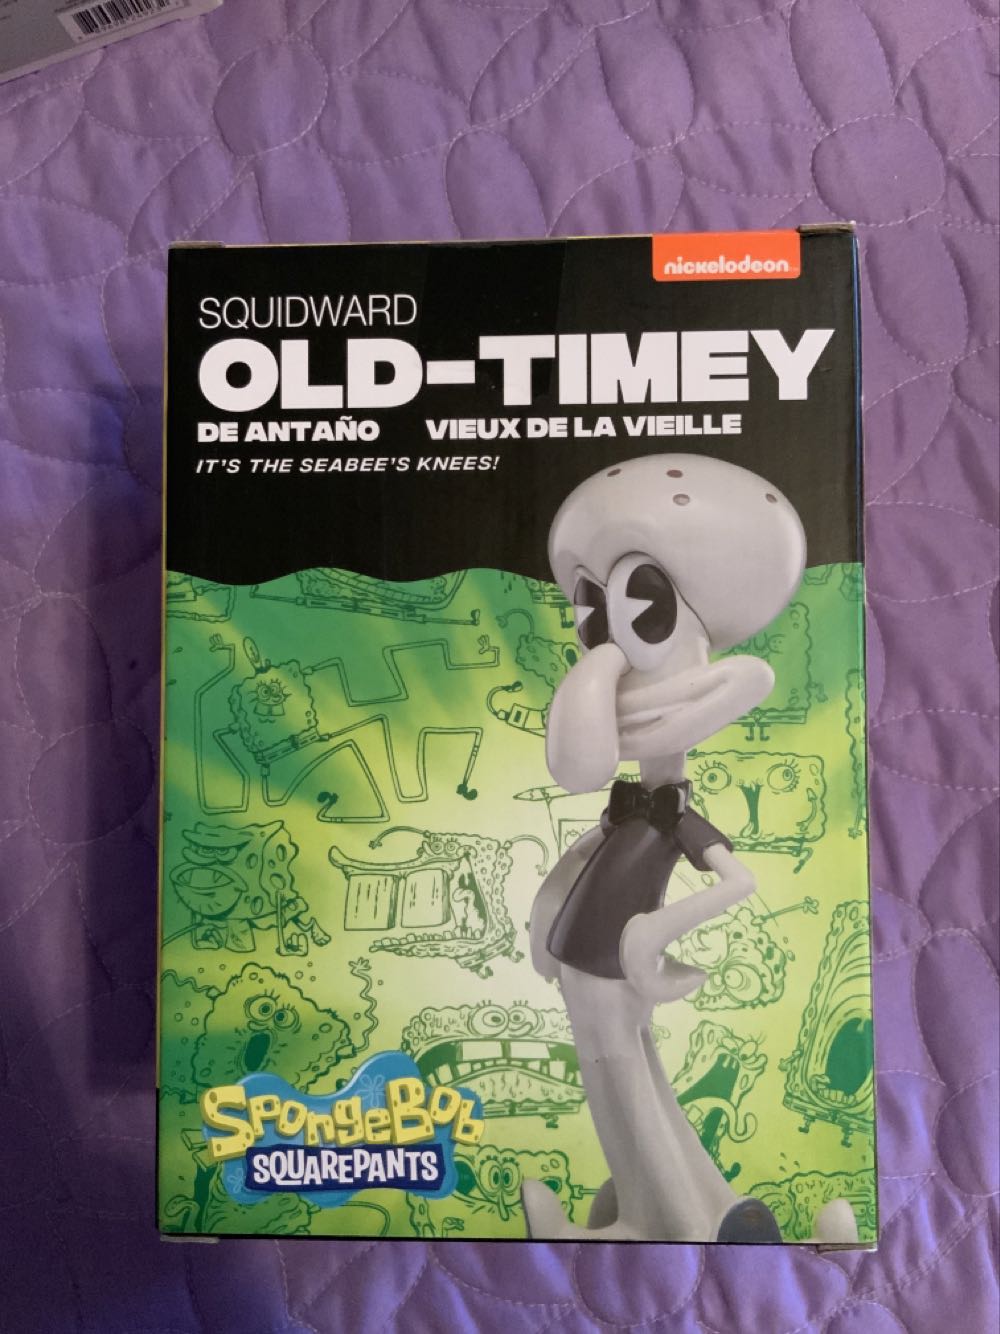 nickelodeon
SQUIDWARD
OLD-TIMEY
DE ANTAÑO VIEUX DE LA VIEILLE
IT'S THE SEABEE'S KNEES!
SPONGEBOB
SQUAREPANTS